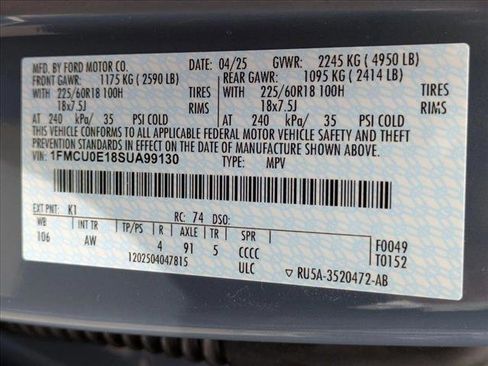 MFD. BY FORD MOTOR CO. 04/25 GVWR: 2245 KG ( 4950 LB)
FRONT GAWR: 1175 KG ( 2590 LB) REAR GAWR: 1095 KG ( 2414 LB)
WITH 225/60R18 100H TIRES WITH 225/60R18 100H TIRES
18x7.5J RIMS 18x7.5J RIMS
AT 240 kPa/ 35 PSI COLD AT 240 kPa/ 35 PSI COLD
THIS VEHICLE CONFORMS TO ALL APPLICABLE FEDERAL MOTOR VEHICLE SAFETY AND THEFT
PREVENTION STANDARDS IN EFFECT ON THE DATE OF MANUFACTURE SHOWN ABOVE.
VIN: 1FMCU0E18SUA99130 TYPE: MPV
EXT PNT: K1 RC: 74 DSO:
WB INT TR TP/PS R AXLE TR SPR F0049
106 AW 4 91 5 CCCC T0152
120250404781S ULC ▽ RU5A-3520472-AB